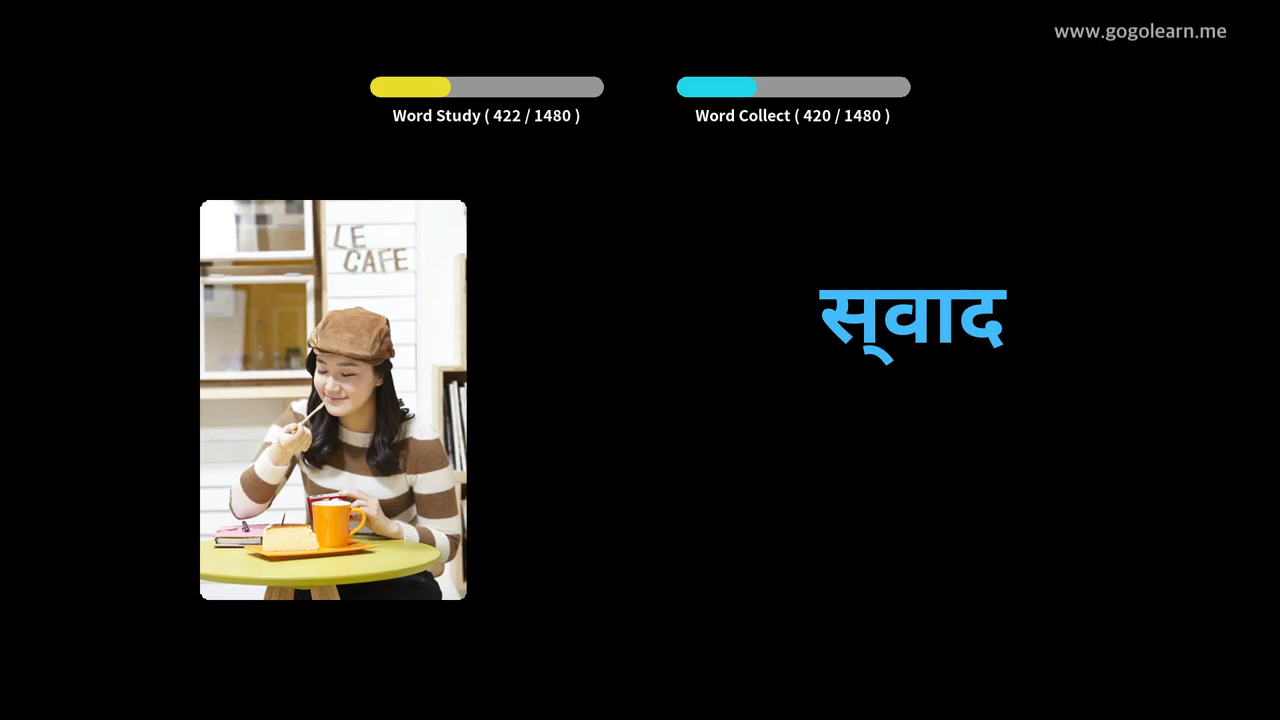 www.gogolearn.me
Word Study ( 422 / 1480 )
Word Collect ( 420 / 1480 )
LE
CAFE
स्‌वाद